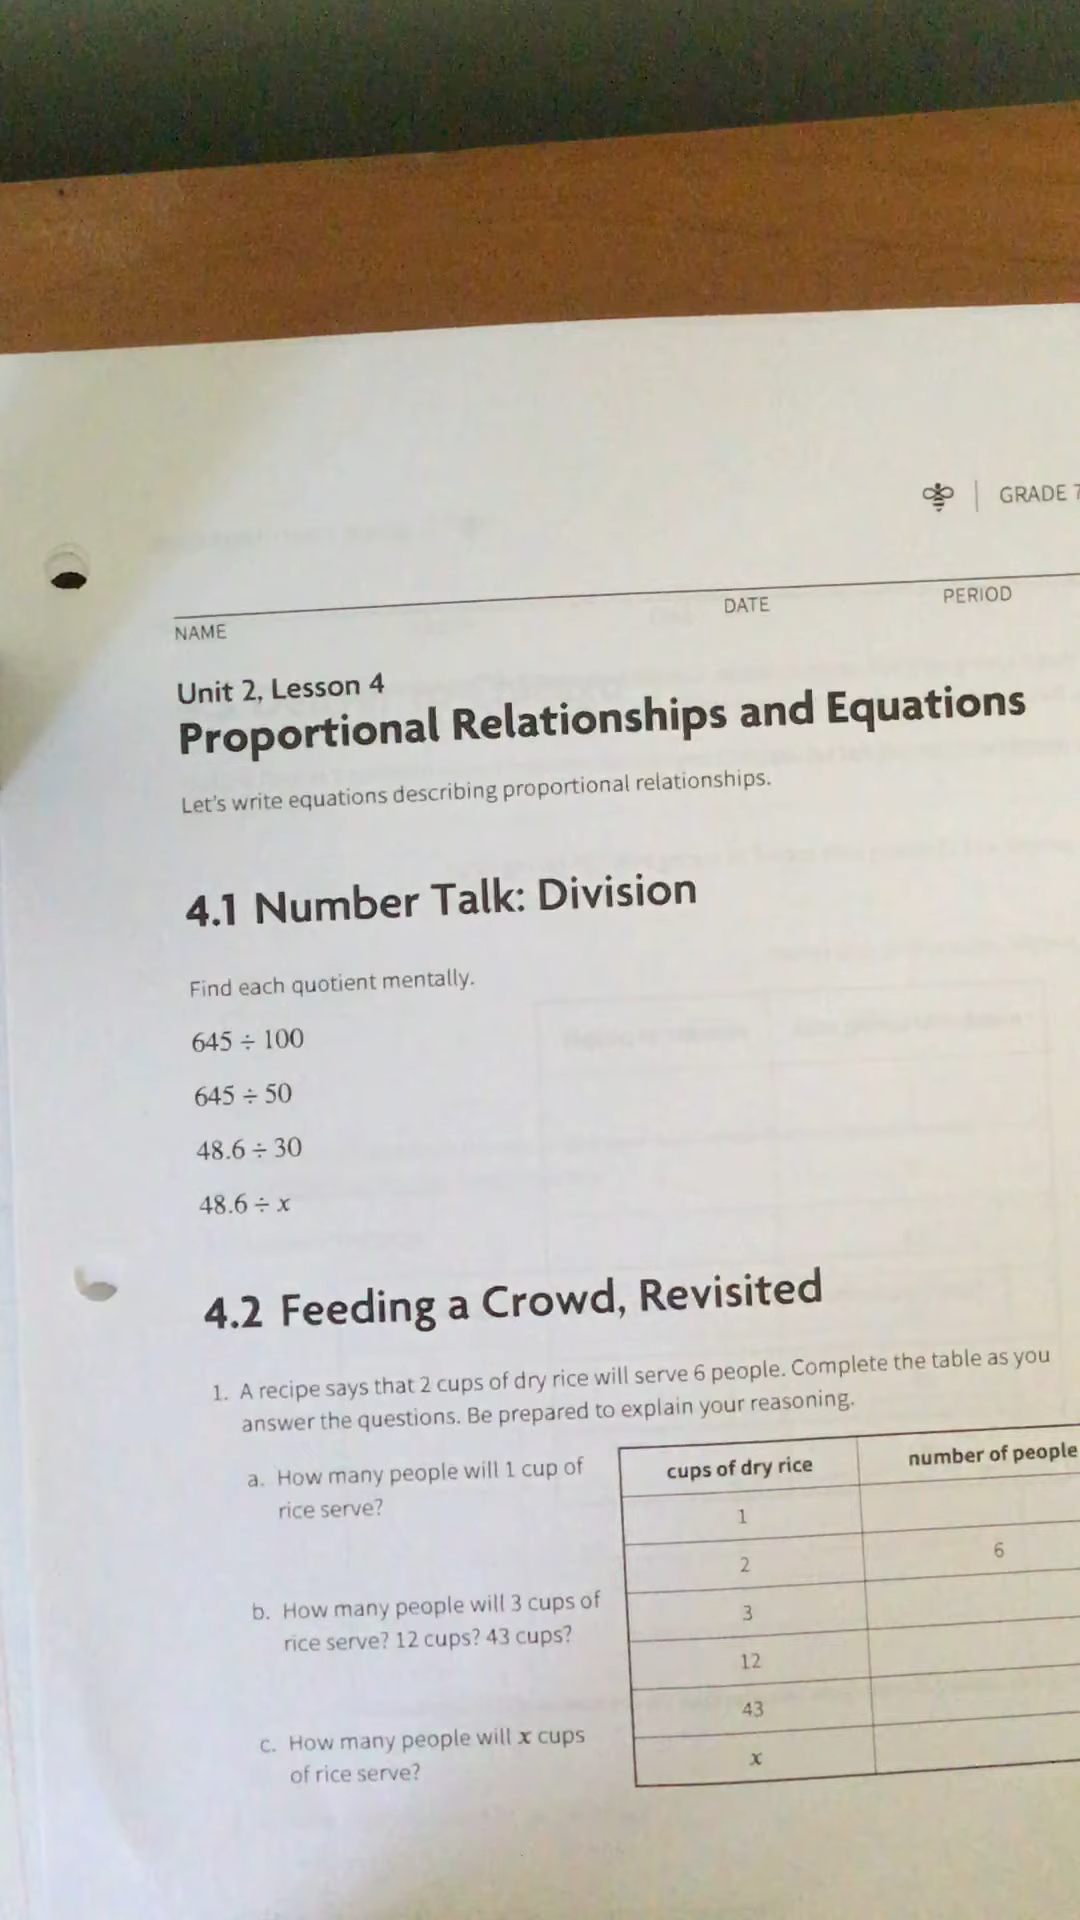 GRADE 7
NAME DATE PERIOD
Unit 2, Lesson 4
Proportional Relationships and Equations
Let's write equations describing proportional relationships.
4.1 Number Talk: Division
Find each quotient mentally.
645 ÷ 100
645 ÷ 50
48.6 ÷ 30
48.6 ÷ x
4.2 Feeding a Crowd, Revisited
1. A recipe says that 2 cups of dry rice will serve 6 people. Complete the table as you
answer the questions. Be prepared to explain your reasoning.
a. How many people will 1 cup of
rice serve?
b. How many people will 3 cups of
rice serve? 12 cups? 43 cups?
c. How many people will x cups
of rice serve?
cups of dry rice number of people
1
2 6
3
12
43
x